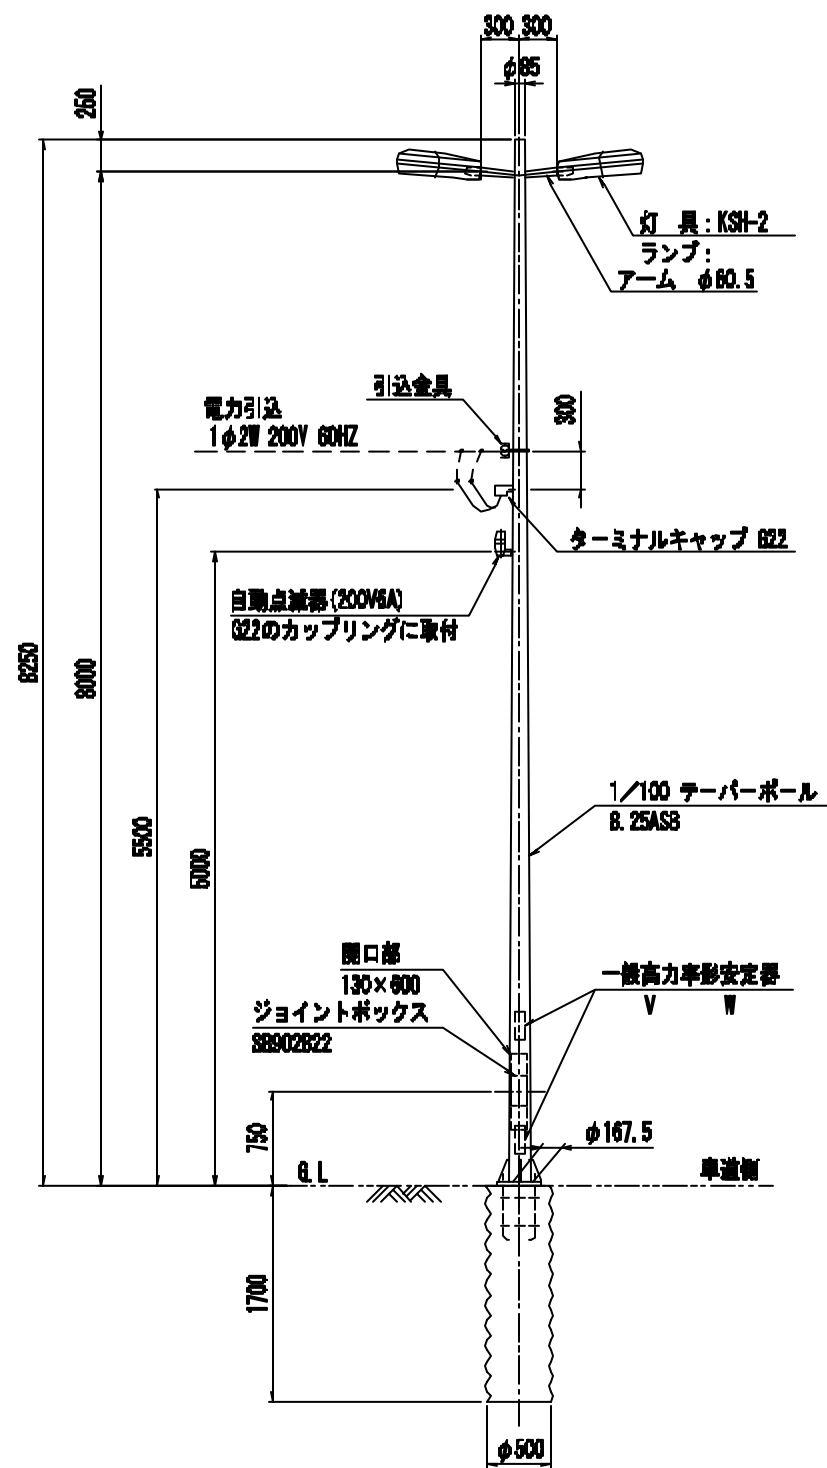 300 300
φ85
250
灯　具：KSH-2
ランプ：
アーム　φ60.5
引込金具
電力引込
1φ2W 200V 60HZ
300
ターミナルキャップ G22
自動点滅器(200V6A)
G22のカップリングに取付
8250
8000
5500
5000
1／100 テーパーポール
8.25ASB
開口部
130×600
ジョイントボックス
SB902B22
一般高力率形安定器
V　W
750
φ167.5
G.L
車道側
1700
φ500